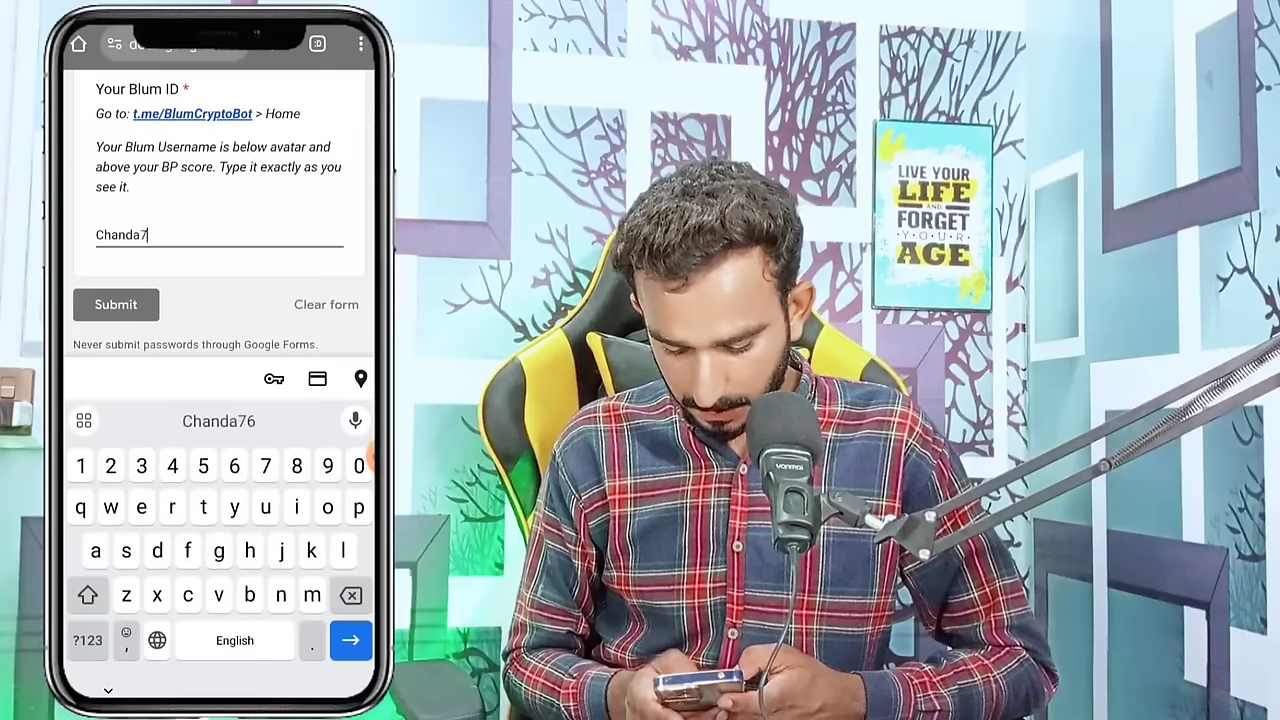 Your Blum ID *
Go to: t.me/BlumCryptoBot > Home
Your Blum Username is below avatar and
above your BP score. Type it exactly as you
see it.
Chanda7
Submit
Clear form
Never submit passwords through Google Forms.
Chanda76
1 2 3 4 5 6 7 8 9 0
q w e r t y u i o p
a s d f g h j k l
z x c v b n m
?123 , English .
“
LIVE YOUR
LIFE
AND
FORGET
·Y·O·U·R·
AGE
”
VANMAI